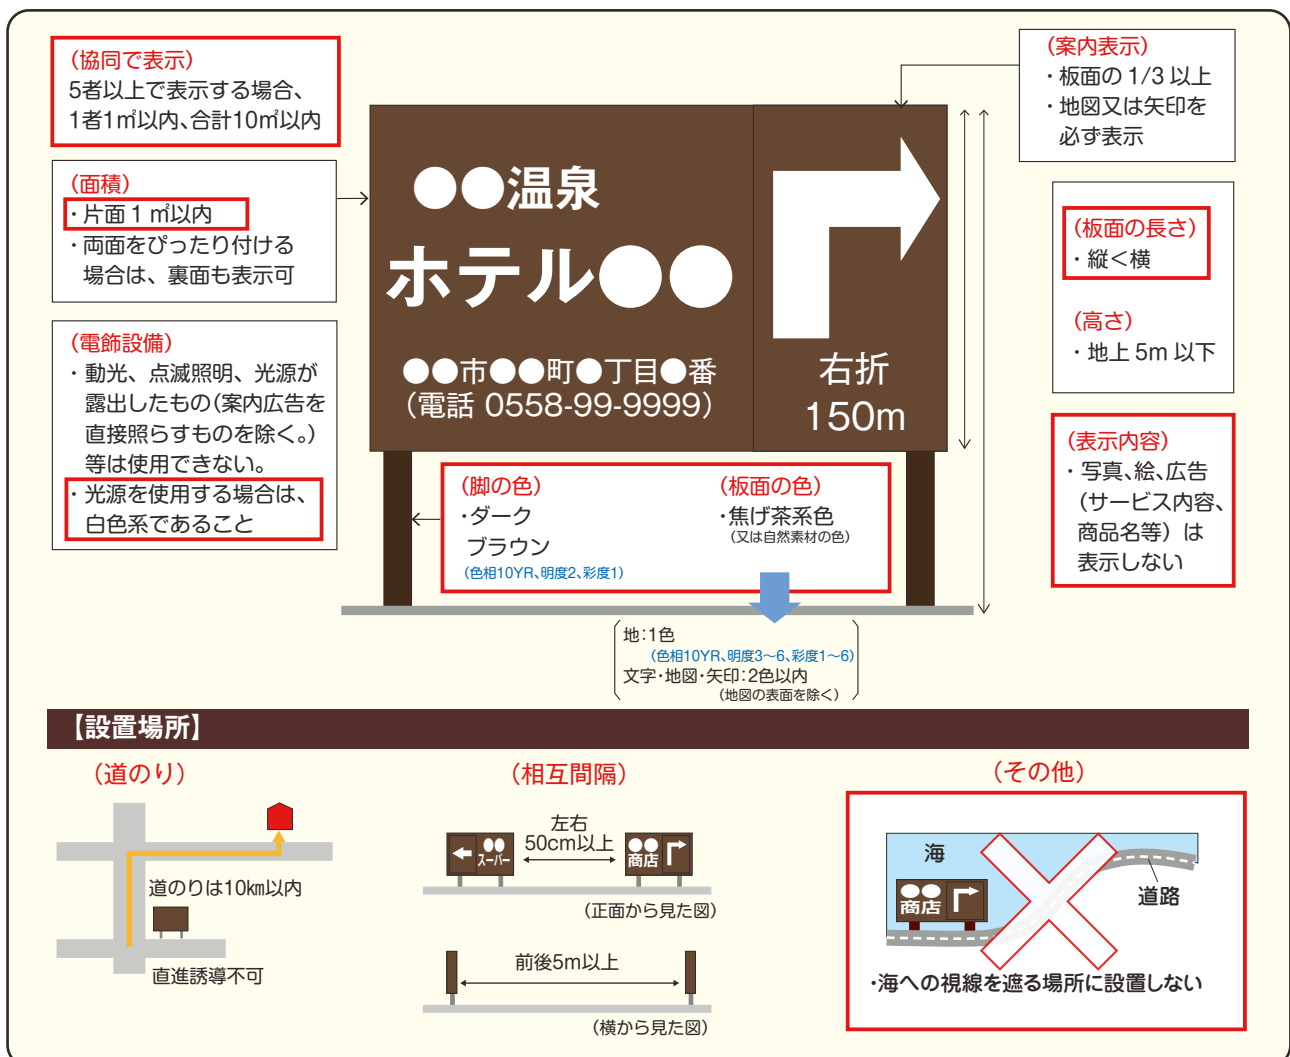 (協同で表示)
5者以上で表示する場合、
1者1㎡以内、合計10㎡以内
(面積)
・片面 1 ㎡以内
・両面をぴったり付ける
場合は、裏面も表示可
(電飾設備)
・動光、点滅照明、光源が
露出したもの(案内広告を
直接照らすものを除く。)
等は使用できない。
・光源を使用する場合は、
白色系であること
●●温泉
ホテル●●
●●市●●町●丁目●番
(電話 0558-99-9999)
右折
150m
(案内表示)
・板面の 1/3 以上
・地図又は矢印を
必ず表示
(板面の長さ)
・縦<横
(高さ)
・地上 5m 以下
(表示内容)
・写真、絵、広告
(サービス内容、
商品名等) は
表示しない
(脚の色)
・ダーク
ブラウン
(色相10YR、明度2、彩度1)
(板面の色)
・焦げ茶系色
(又は自然素材の色)
地:1色
(色相10YR、明度3〜6、彩度1〜6)
文字・地図・矢印:2色以内
(地図の表面を除く)
【設置場所】
(道のり)
道のりは10㎞以内
直進誘導不可
(相互間隔)
●●
スーパー
左右
50cm以上
●●
商店
(正面から見た図)
前後5m以上
(横から見た図)
(その他)
海
●●
商店
道路
・海への視線を遮る場所に設置しない